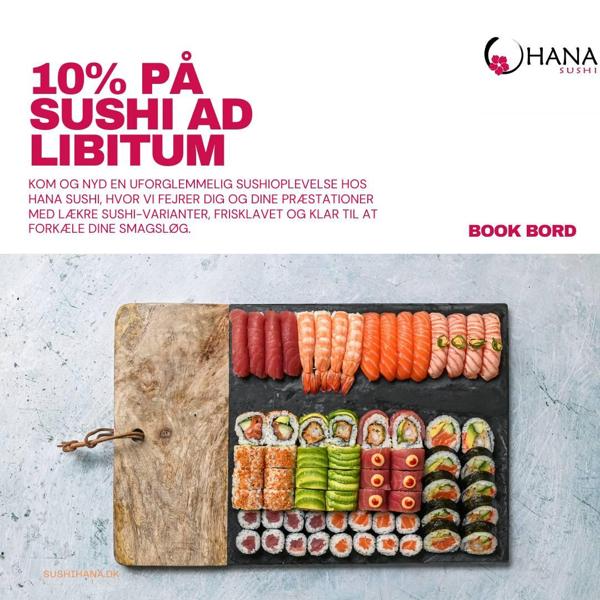 HANA
SUSHI
10% PÅ
SUSHI AD
LIBITUM
KOM OG NYD EN UFORGLEMMELIG SUSHIOPLEVELSE HOS
HANA SUSHI, HVOR VI FEJRER DIG OG DINE PRÆSTATIONER
MED LÆKRE SUSHI-VARIANTER, FRISKLAVET OG KLAR TIL AT
FORKÆLE DINE SMAGSLØG.
BOOK BORD
SUSHIHANA.DK